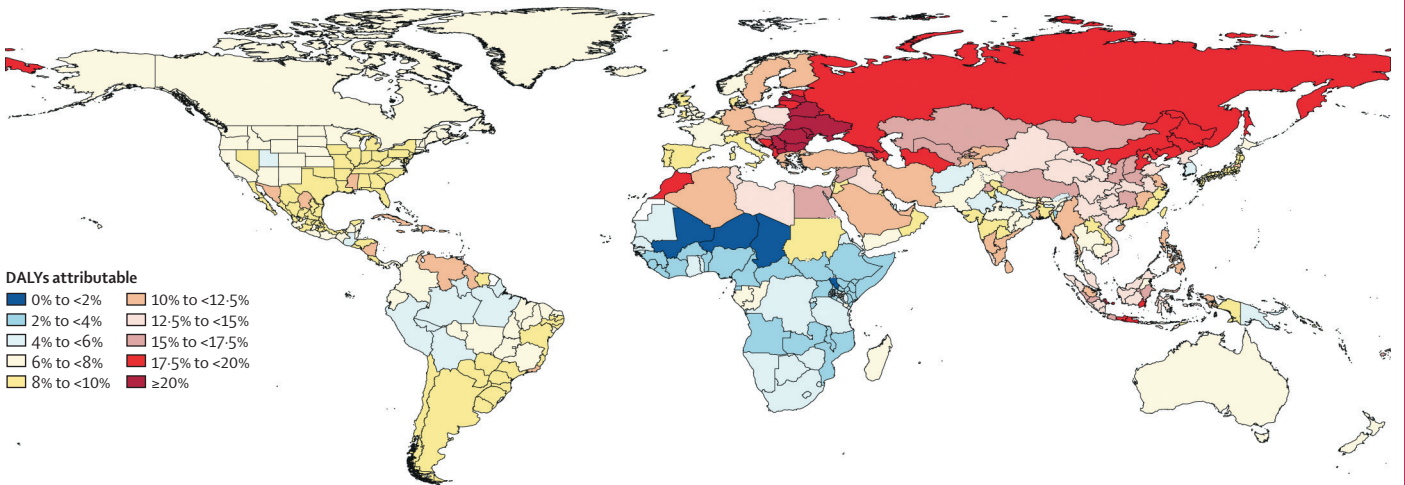 DALYs attributable
0% to <2%
2% to <4%
4% to <6%
6% to <8%
8% to <10%
10% to <12·5%
12·5% to <15%
15% to <17·5%
17·5% to <20%
≥20%